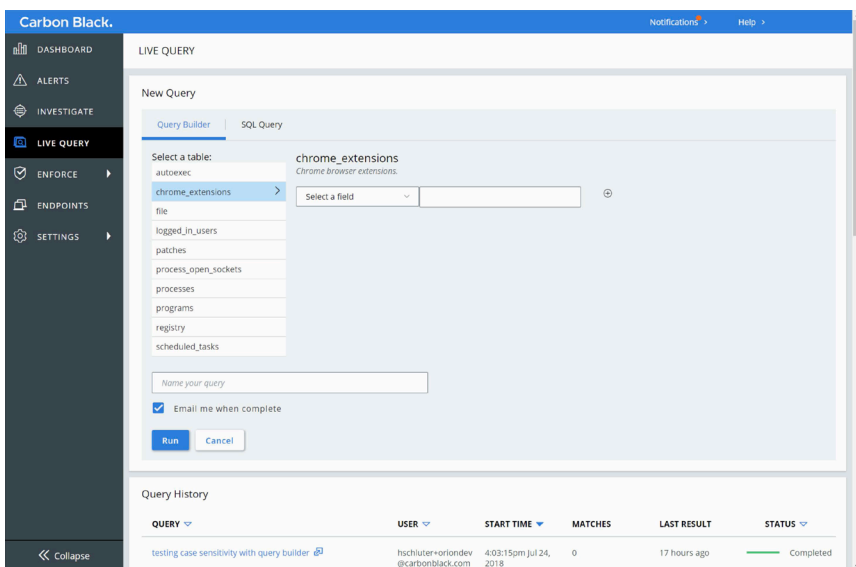 Carbon Black.
Notifications >
Help >
DASHBOARD
ALERTS
INVESTIGATE
LIVE QUERY
ENFORCE
ENDPOINTS
SETTINGS
Collapse
LIVE QUERY
New Query
Query Builder
SQL Query
Select a table:
autoexec
chrome_extensions
file
logged_in_users
patches
process_open_sockets
processes
programs
registry
scheduled_tasks
chrome_extensions
Chrome browser extensions.
Select a field
Name your query
Email me when complete
Run
Cancel
Query History
QUERY USER START TIME MATCHES LAST RESULT STATUS
testing case sensitivity with query builder hschluter+oriondev 4:03:15pm Jul 24, 0 17 hours ago Completed
@carbonblack.com 2018